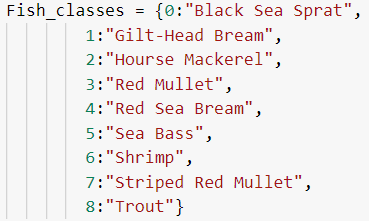 Fish_classes = {0:"Black Sea Sprat",
1:"Gilt-Head Bream",
2:"Hourse Mackerel",
3:"Red Mullet",
4:"Red Sea Bream",
5:"Sea Bass",
6:"Shrimp",
7:"Striped Red Mullet",
8:"Trout"}